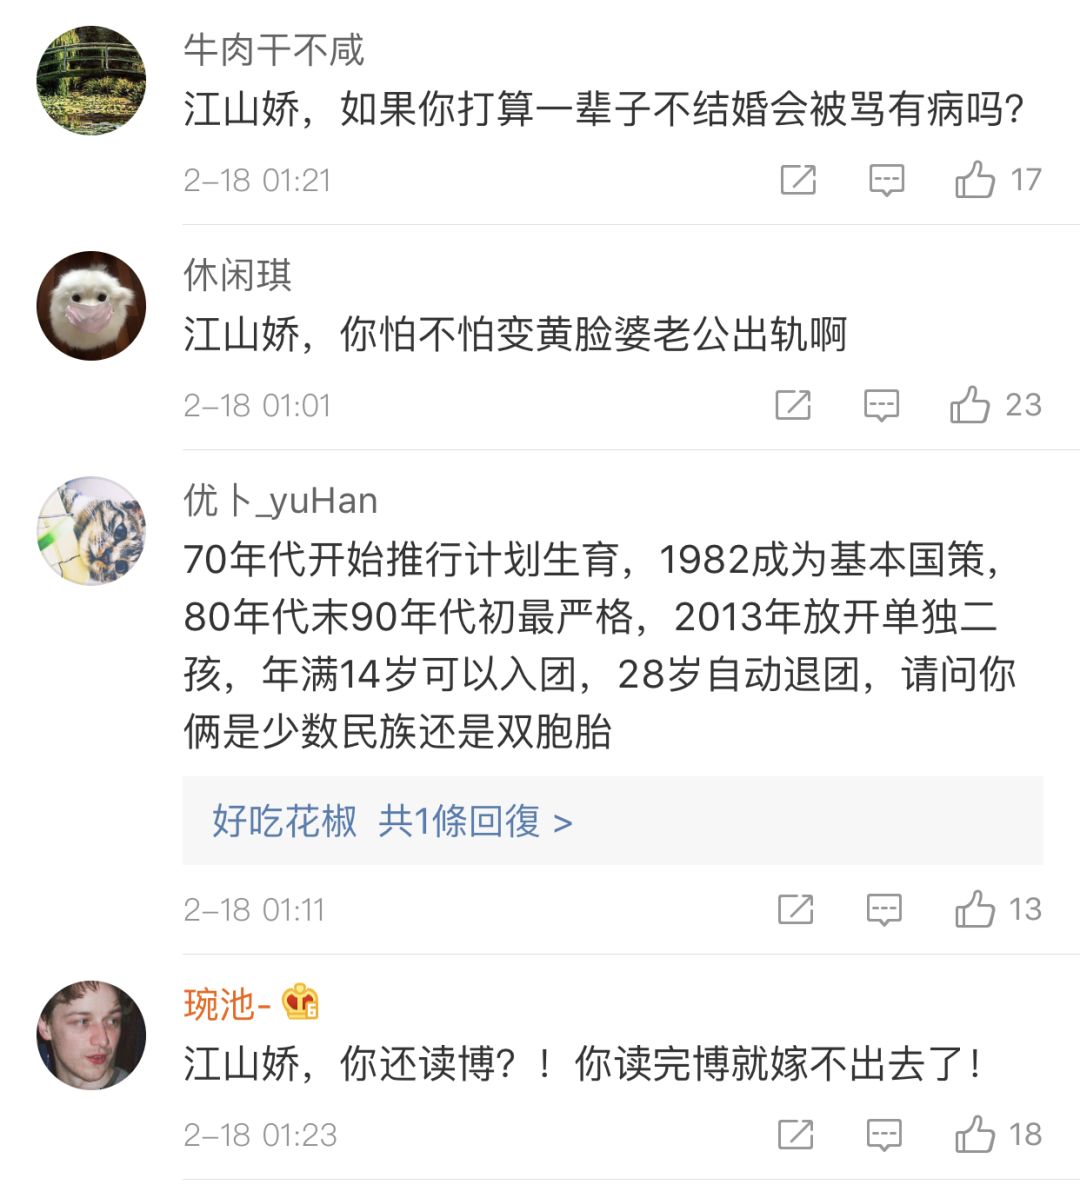 牛肉干不咸
江山娇，如果你打算一辈子不结婚会被骂有病吗?
2-18 01:21
17
休闲琪
江山娇，你怕不怕变黄脸婆老公出轨啊
2-18 01:01
23
优卜_yuHan
70年代开始推行计划生育，1982成为基本国策，
80年代末90年代初最严格，2013年放开单独二
孩，年满14岁可以入团，28岁自动退团，请问你
俩是少数民族还是双胞胎
好吃花椒 共1條回復 >
2-18 01:11
13
琬池-
江山娇，你还读博？！你读完博就嫁不出去了！
2-18 01:23
18